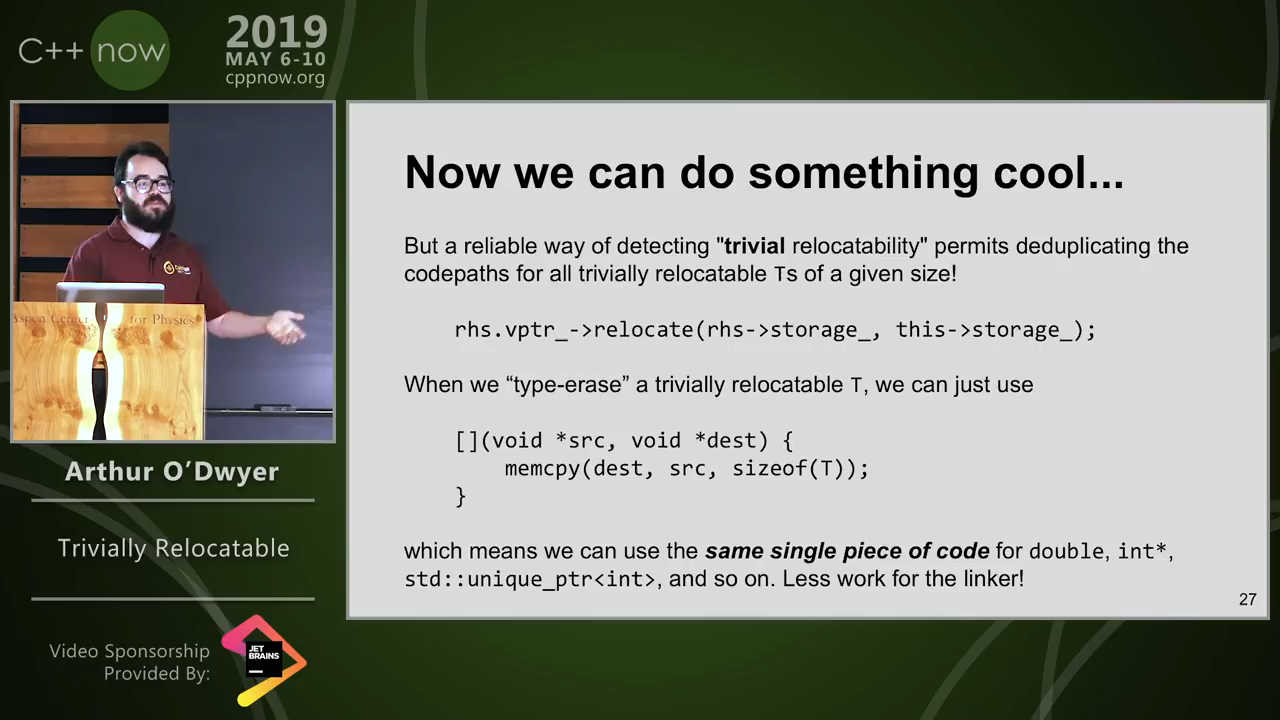 C++ now
2019
MAY 6-10
cppnow.org
Aspen Center for Physics
Arthur O’Dwyer
Trivially Relocatable
Video Sponsorship
Provided By:
JET
BRAINS
Now we can do something cool...
But a reliable way of detecting "trivial relocatability" permits deduplicating the
codepaths for all trivially relocatable Ts of a given size!
rhs.vptr_->relocate(rhs->storage_, this->storage_);
When we “type-erase” a trivially relocatable T, we can just use
[](void *src, void *dest) {
memcpy(dest, src, sizeof(T));
}
which means we can use the same single piece of code for double, int*,
std::unique_ptr<int>, and so on. Less work for the linker!
27